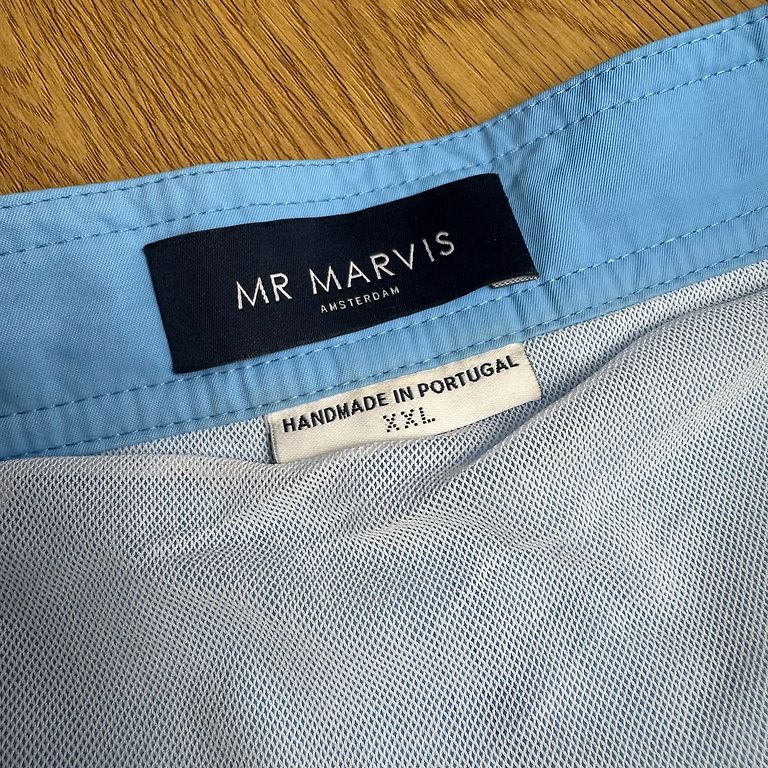 MR MARVIS
AMSTERDAM
HANDMADE IN PORTUGAL
XXL